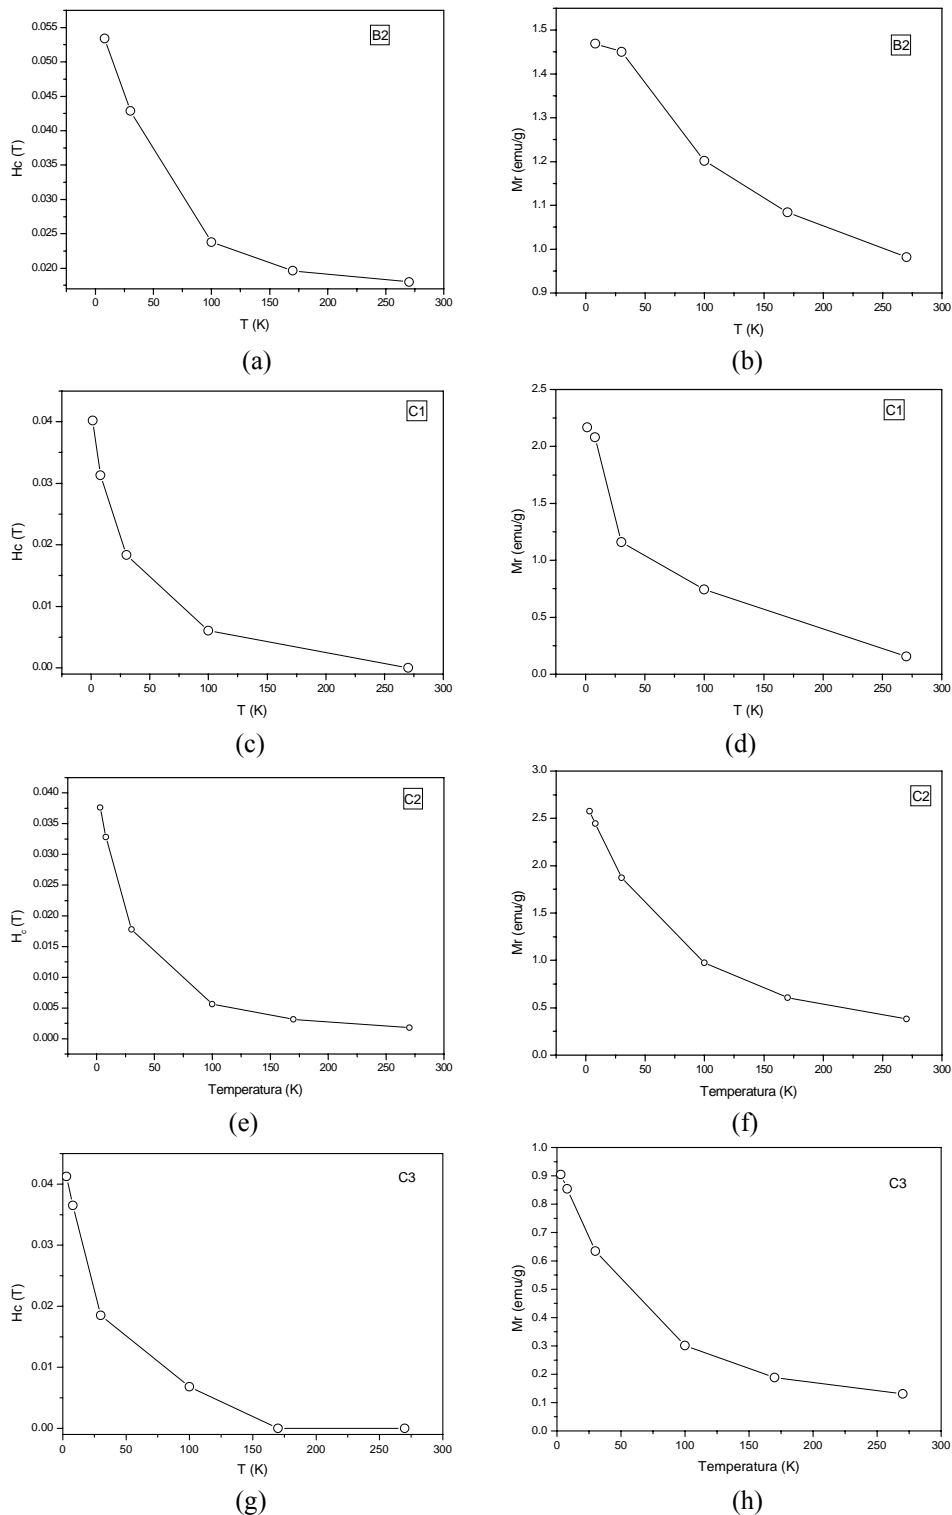 0.055
0.050
0.045
0.040
0.035
0.030
0.025
0.020
Hc (T)
B2
0 50 100 150 200 250 300
T (K)
(a)
1.5
1.4
1.3
1.2
1.1
1.0
0.9
Mr (emu/g)
B2
0 50 100 150 200 250 300
T (K)
(b)
0.04
0.03
0.02
0.01
0.00
Hc (T)
C1
0 50 100 150 200 250 300
T (K)
(c)
2.5
2.0
1.5
1.0
0.5
0.0
Mr (emu/g)
C1
0 50 100 150 200 250 300
T (K)
(d)
0.040
0.035
0.030
0.025
0.020
0.015
0.010
0.005
0.000
Hc (T)
C2
0 50 100 150 200 250 300
Temperatura (K)
(e)
3.0
2.5
2.0
1.5
1.0
0.5
0.0
Mr (emu/g)
C2
0 50 100 150 200 250 300
Temperatura (K)
(f)
0.04
0.03
0.02
0.01
0.00
Hc (T)
C3
0 50 100 150 200 250 300
T (K)
(g)
1.0
0.9
0.8
0.7
0.6
0.5
0.4
0.3
0.2
0.1
0.0
Mr (emu/g)
C3
0 50 100 150 200 250 300
Temperatura (K)
(h)